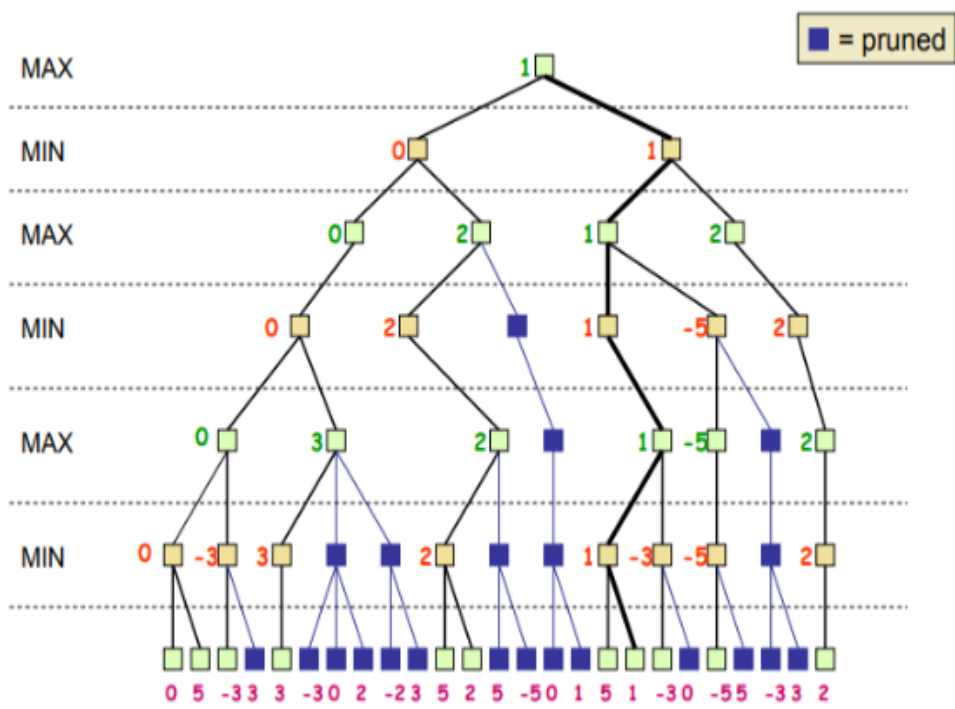 = pruned
MAX 1
MIN 0 1
MAX 0 2 1 2
MIN 0 2 1 -5 2
MAX 0 3 2 1 -5 2
MIN 0 -3 3 2 1 -3 -5 2
0 5 -3 3 3 -3 0 2 -2 3 5 2 5 -5 0 1 5 1 -3 0 -5 5 -3 3 2